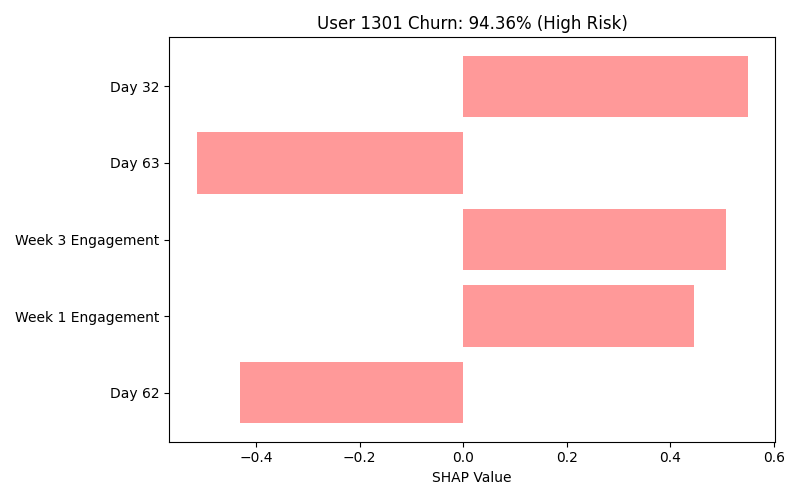 User 1301 Churn: 94.36% (High Risk)
Day 32
Day 63
Week 3 Engagement
Week 1 Engagement
Day 62
−0.4 −0.2 0.0 0.2 0.4 0.6
SHAP Value